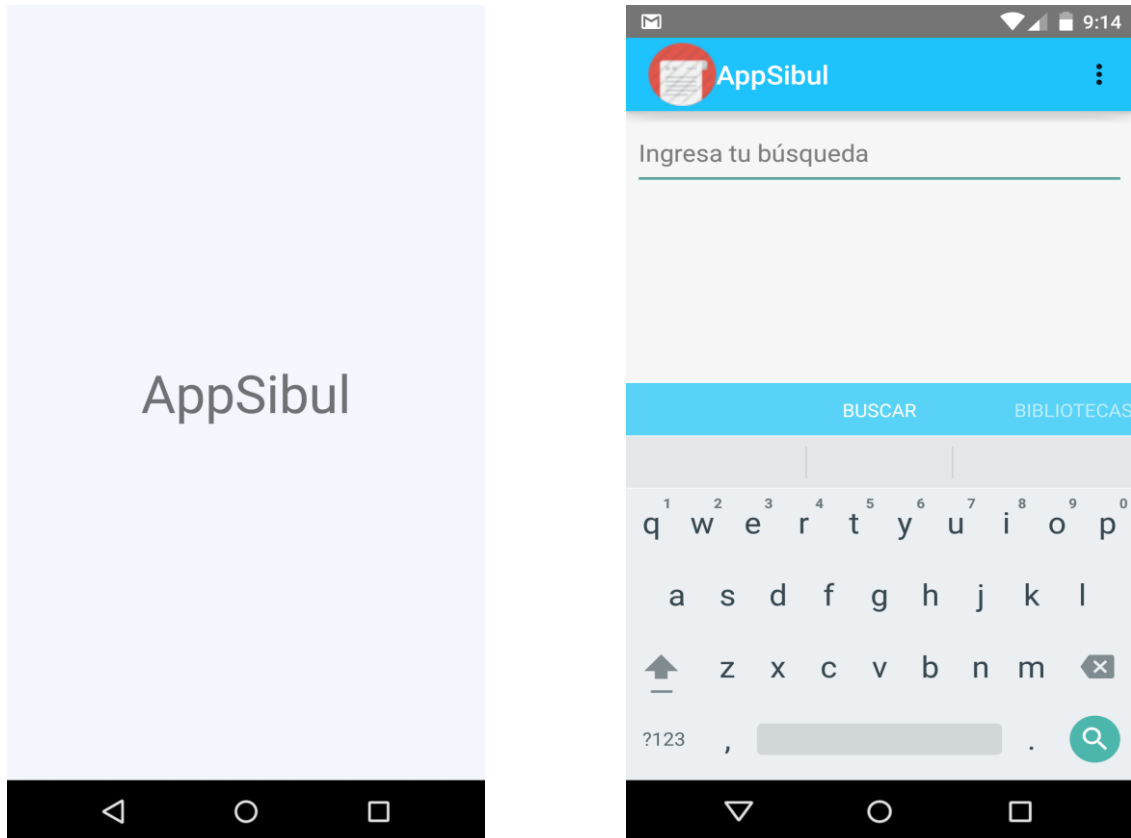 AppSibul
9:14
AppSibul
Ingresa tu búsqueda
BUSCAR BIBLIOTECAS
1 2 3 4 5 6 7 8 9 0
q w e r t y u i o p
a s d f g h j k l
z x c v b n m
?123 , .